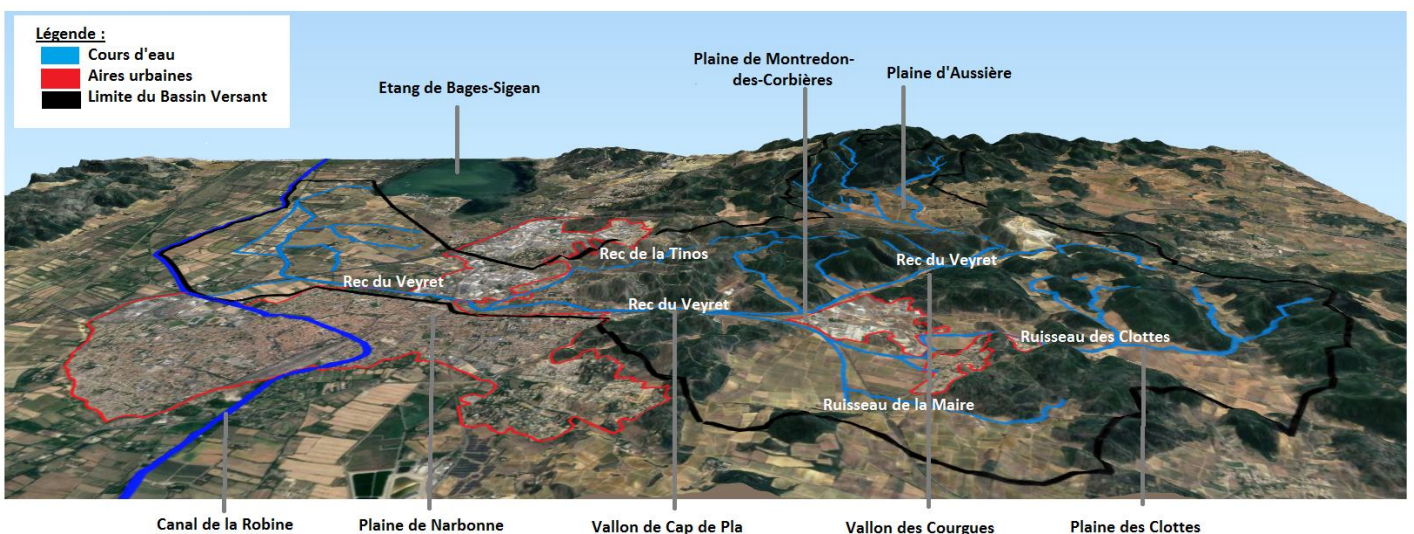 Légende :
Cours d'eau
Aires urbaines
Limite du Bassin Versant
Etang de Bages-Sigean
Plaine de Montredon-
des-Corbières
Plaine d'Aussière
Rec de la Tinos
Rec du Veyret
Rec du Veyret
Rec du Veyret
Ruisseau des Clottes
Ruisseau de la Maire
Canal de la Robine
Plaine de Narbonne
Vallon de Cap de Pla
Vallon des Courgues
Plaine des Clottes